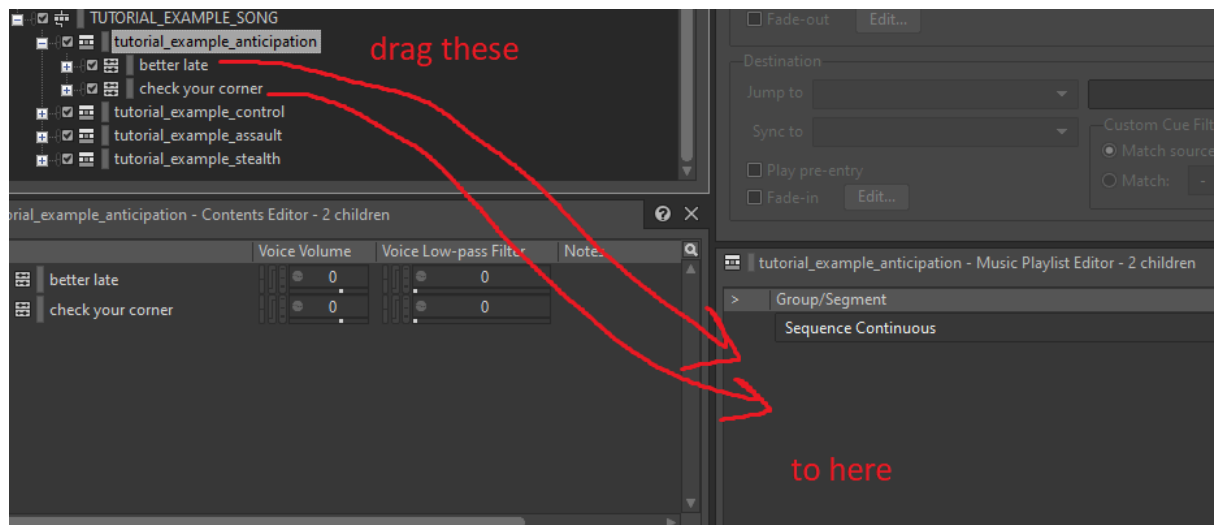 TUTORIAL_EXAMPLE_SONG
tutorial_example_anticipation
better late
check your corner
tutorial_example_control
tutorial_example_assault
tutorial_example_stealth
drag these
Fade-out Edit...
Destination
Jump to
Sync to
Custom Cue Filt
Match source
Match: -
Play pre-entry
Fade-in Edit...
orial_example_anticipation - Contents Editor - 2 children
Voice Volume Voice Low-pass Filter Notes
better late 0 0
check your corner 0 0
tutorial_example_anticipation - Music Playlist Editor - 2 children
> Group/Segment
Sequence Continuous
to here